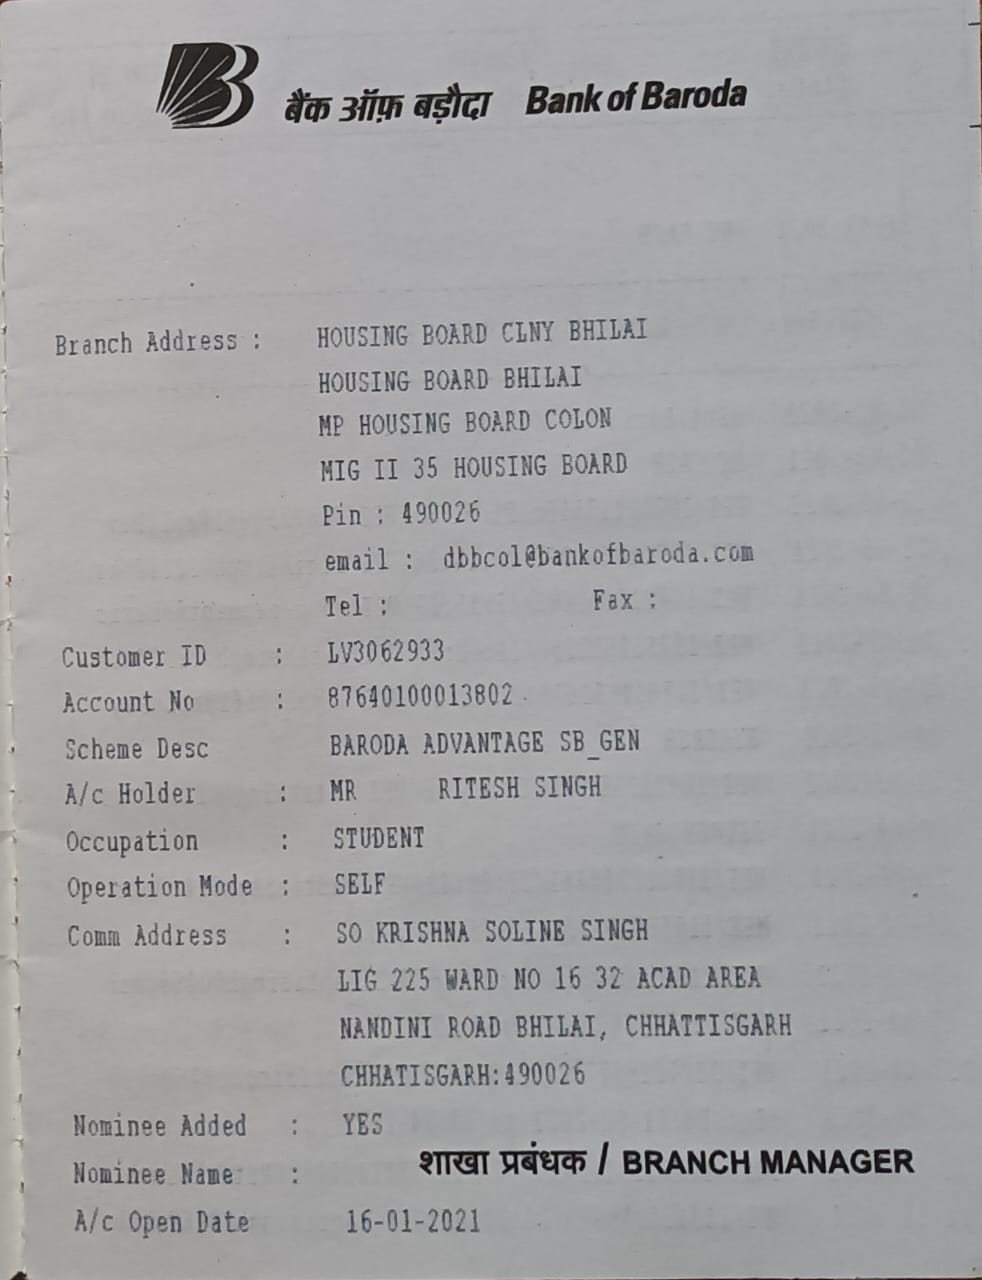 बैंक ऑफ़ बड़ौदा Bank of Baroda
Branch Address : HOUSING BOARD CLNY BHILAI
HOUSING BOARD BHILAI
MP HOUSING BOARD COLON
MIG II 35 HOUSING BOARD
Pin : 490026
email : dbbcol@bankofbaroda.com
Tel : Fax :
Customer ID : LV3062933
Account No : 87640100013802
Scheme Desc BARODA ADVANTAGE SB_GEN
A/c Holder : MR RITESH SINGH
Occupation : STUDENT
Operation Mode : SELF
Comm Address : SO KRISHNA SOLINE SINGH
LIG 225 WARD NO 16 32 ACAD AREA
NANDINI ROAD BHILAI, CHHATTISGARH
CHHATISGARH:490026
Nominee Added : YES
Nominee Name : शाखा प्रबंधक / BRANCH MANAGER
A/c Open Date 16-01-2021